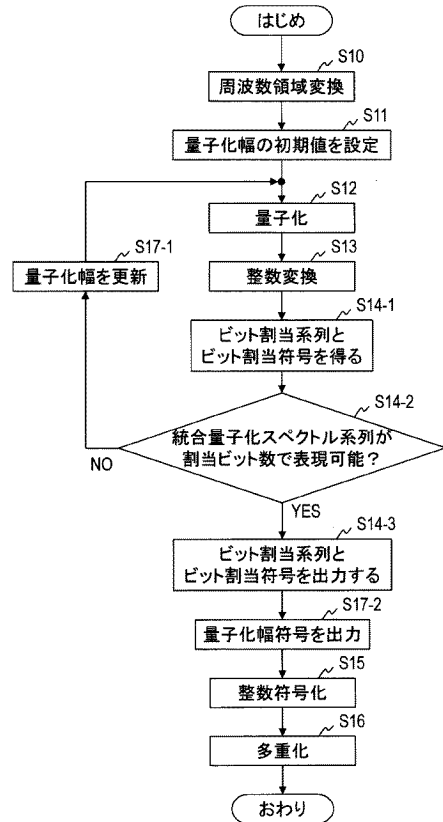 はじめ
S10
周波数領域変換
S11
量子化幅の初期値を設定
S12
量子化
S17-1
量子化幅を更新
S13
整数変換
S14-1
ビット割当系列と
ビット割当符号を得る
S14-2
統合量子化スペクトル系列が
割当ビット数で表現可能?
NO
YES
S14-3
ビット割当系列と
ビット割当符号を出力する
S17-2
量子化幅符号を出力
S15
整数符号化
S16
多重化
おわり